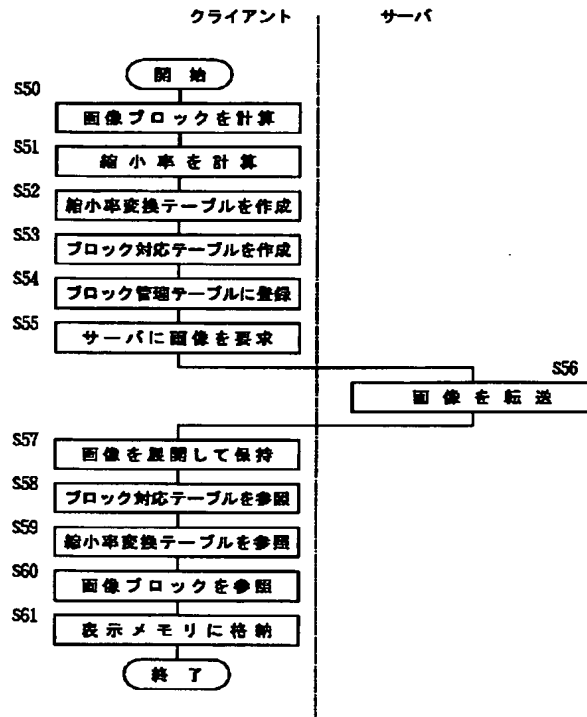 クライアント サーバ
開始
S50
画像ブロックを計算
S51
縮小率を計算
S52
縮小率変換テーブルを作成
S53
ブロック対応テーブルを作成
S54
ブロック管理テーブルに登録
S55
サーバに画像を要求
S56
画像を転送
S57
画像を展開して保持
S58
ブロック対応テーブルを参照
S59
縮小率変換テーブルを参照
S60
画像ブロックを参照
S61
表示メモリに格納
終了